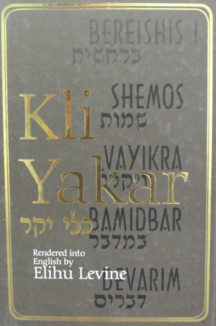 BEREISHIS I
בראשית
Kli
SHEMOS
שמות
Yakar
VAYIKRA
ויקרא
כלי יקר
BAMIDBAR
במדבר
Rendered into
English by
Elihu Levine
DEVARIM
דברים